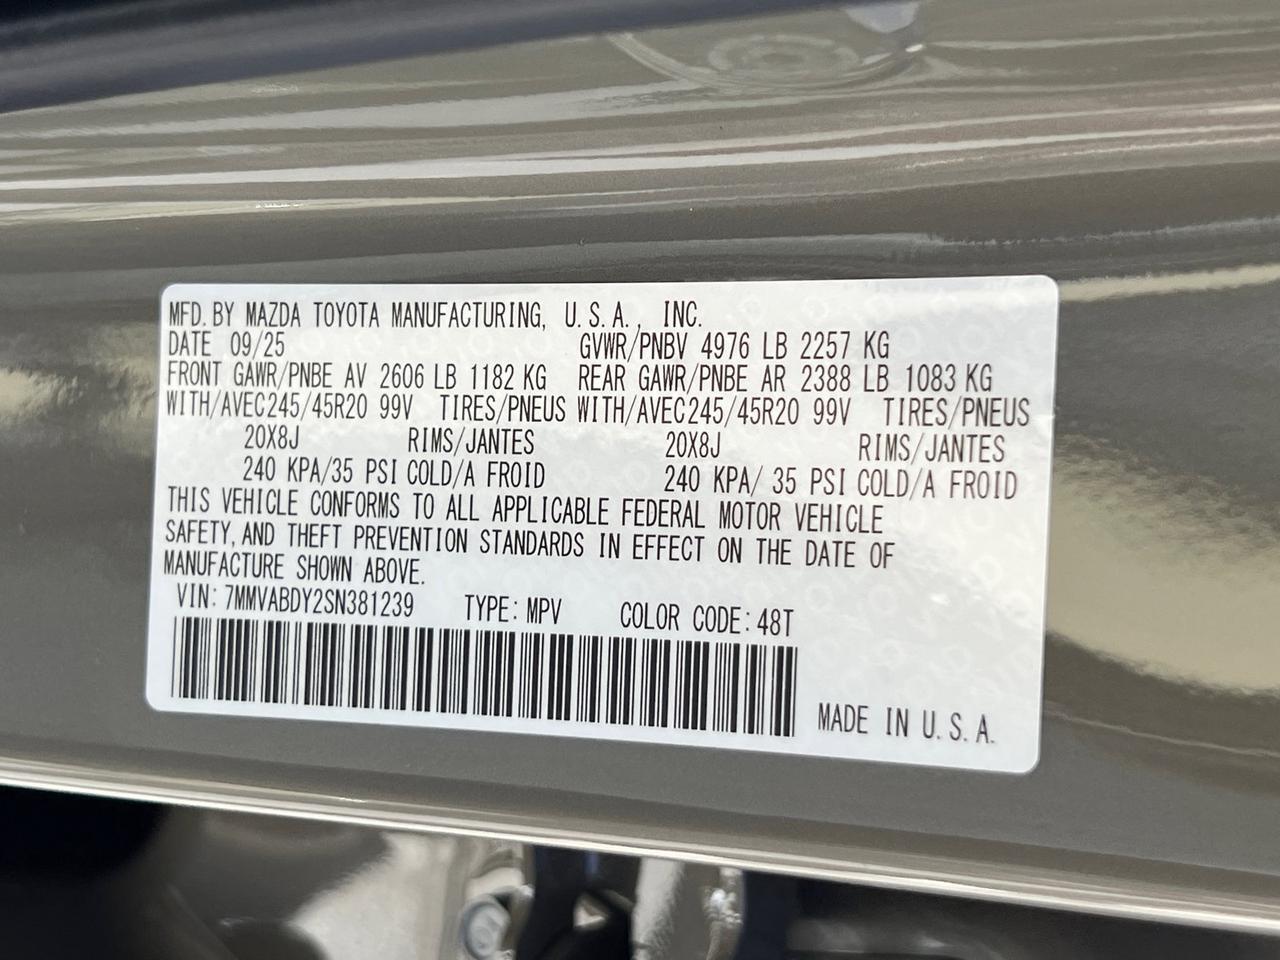 MFD. BY MAZDA TOYOTA MANUFACTURING, U.S.A., INC.
DATE 09/25 GVWR/PNBV 4976 LB 2257 KG
FRONT GAWR/PNBE AV 2606 LB 1182 KG REAR GAWR/PNBE AR 2388 LB 1083 KG
WITH/AVEC245/45R20 99V TIRES/PNEUS WITH/AVEC245/45R20 99V TIRES/PNEUS
20X8J RIMS/JANTES 20X8J RIMS/JANTES
240 KPA/35 PSI COLD/A FROID 240 KPA/ 35 PSI COLD/A FROID
THIS VEHICLE CONFORMS TO ALL APPLICABLE FEDERAL MOTOR VEHICLE
SAFETY, AND THEFT PREVENTION STANDARDS IN EFFECT ON THE DATE OF
MANUFACTURE SHOWN ABOVE.
VIN: 7MMVABDY2SN381239 TYPE: MPV COLOR CODE: 48T
MADE IN U.S.A.